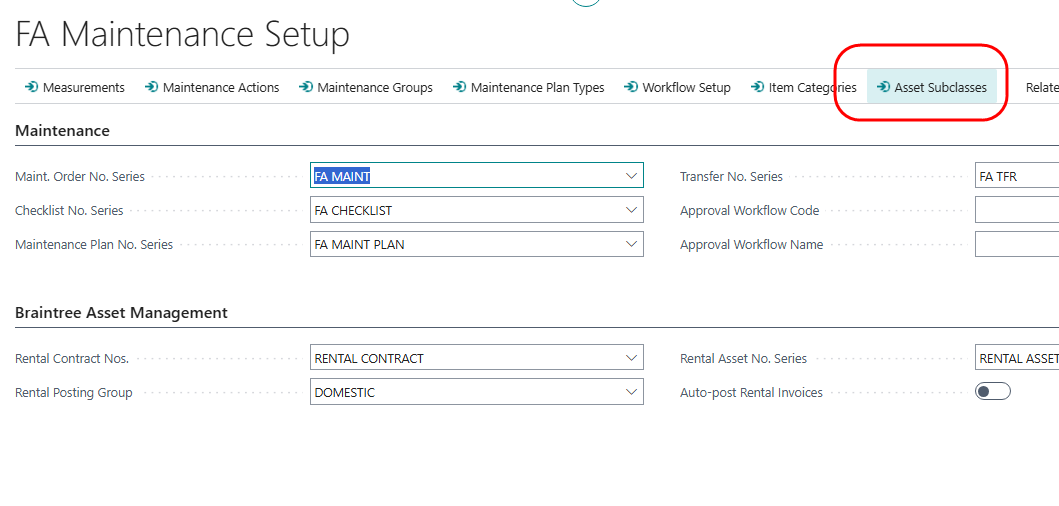 FA Maintenance Setup
Measurements Maintenance Actions Maintenance Groups Maintenance Plan Types Workflow Setup Item Categories Asset Subclasses Relate
Maintenance
Maint. Order No. Series FA MAINT Transfer No. Series FA TFR
Checklist No. Series FA CHECKLIST Approval Workflow Code
Maintenance Plan No. Series FA MAINT PLAN Approval Workflow Name
Braintree Asset Management
Rental Contract Nos. RENTAL CONTRACT Rental Asset No. Series RENTAL ASSET
Rental Posting Group DOMESTIC Auto-post Rental Invoices